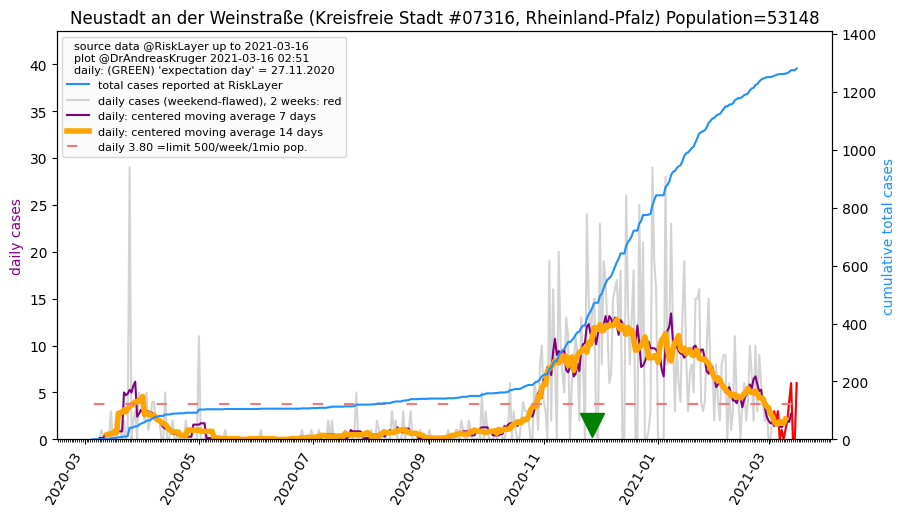 Neustadt an der Weinstraße (Kreisfreie Stadt #07316, Rheinland-Pfalz) Population=53148
source data @RiskLayer up to 2021-03-16
plot @DrAndreasKruger 2021-03-16 02:51
daily: (GREEN) 'expectation day' = 27.11.2020
total cases reported at RiskLayer
daily cases (weekend-flawed), 2 weeks: red
daily: centered moving average 7 days
daily: centered moving average 14 days
daily 3.80 =limit 500/week/1mio pop.
daily cases
40
35
30
25
20
15
10
5
0
1400
1200
1000
800
600
400
200
0
cumulative total cases
2020-03
2020-05
2020-07
2020-09
2020-11
2021-01
2021-03